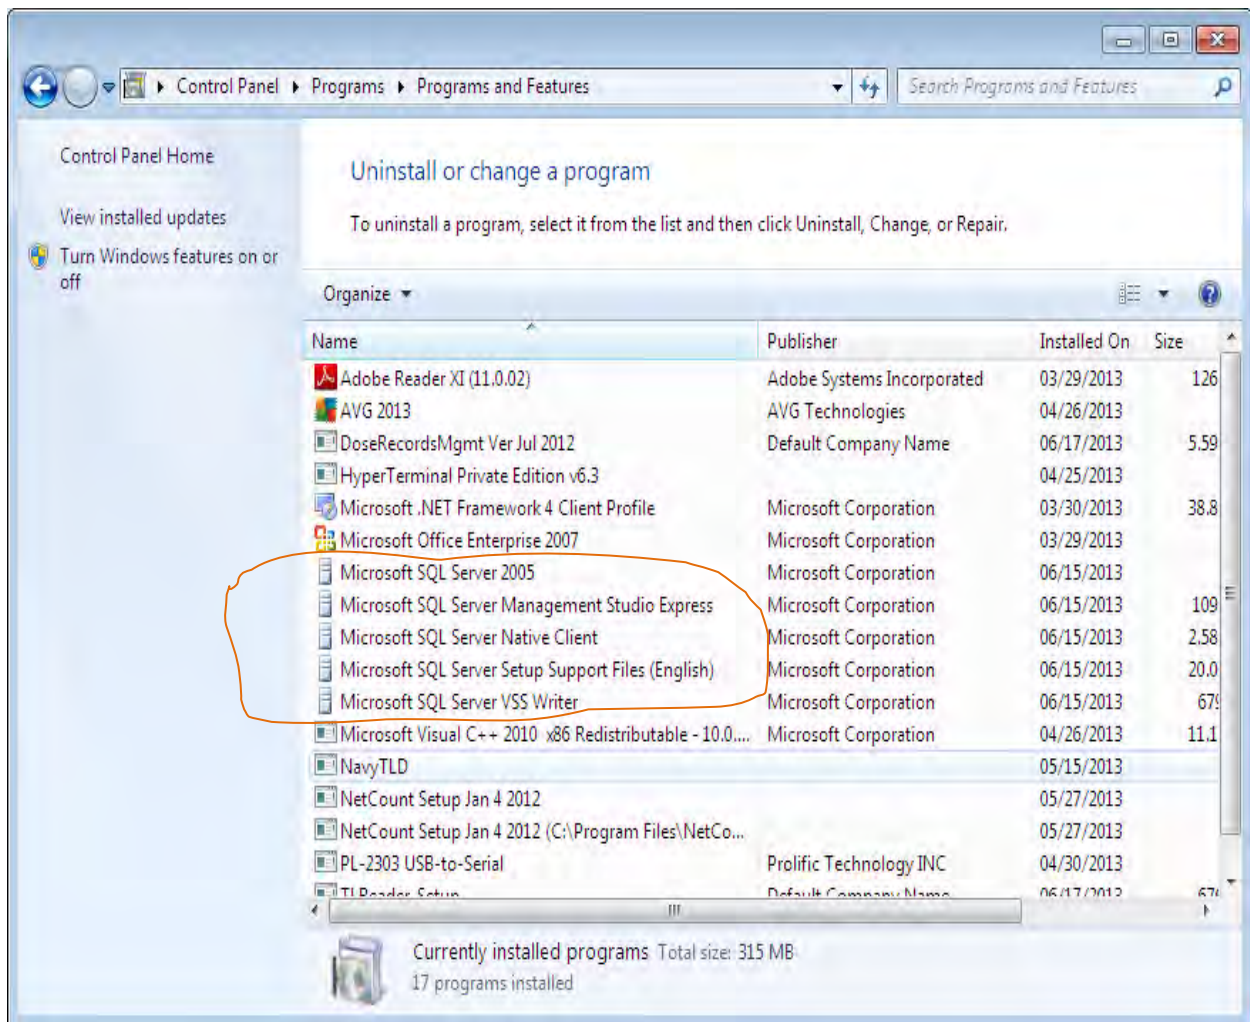 Control Panel ▸ Programs ▸ Programs and Features
Search Programs and Features
Control Panel Home
View installed updates
Turn Windows features on or
off
Uninstall or change a program
To uninstall a program, select it from the list and then click Uninstall, Change, or Repair.
Organize
Name Publisher Installed On Size
Adobe Reader XI (11.0.02) Adobe Systems Incorporated 03/29/2013 126
AVG 2013 AVG Technologies 04/26/2013
DoseRecordsMgmt Ver Jul 2012 Default Company Name 06/17/2013 5.59
HyperTerminal Private Edition v6.3 04/25/2013
Microsoft .NET Framework 4 Client Profile Microsoft Corporation 03/30/2013 38.8
Microsoft Office Enterprise 2007 Microsoft Corporation 03/29/2013
Microsoft SQL Server 2005 Microsoft Corporation 06/15/2013
Microsoft SQL Server Management Studio Express Microsoft Corporation 06/15/2013 109
Microsoft SQL Server Native Client Microsoft Corporation 06/15/2013 2.58
Microsoft SQL Server Setup Support Files (English) Microsoft Corporation 06/15/2013 20.0
Microsoft SQL Server VSS Writer Microsoft Corporation 06/15/2013 679
Microsoft Visual C++ 2010 x86 Redistributable - 10.0.... Microsoft Corporation 04/26/2013 11.1
NavyTLD 05/15/2013
NetCount Setup Jan 4 2012 05/27/2013
NetCount Setup Jan 4 2012 (C:\Program Files\NetCo... 05/27/2013
PL-2303 USB-to-Serial Prolific Technology INC 04/30/2013
Default Company Name 06/17/2013
Currently installed programs Total size: 315 MB
17 programs installed